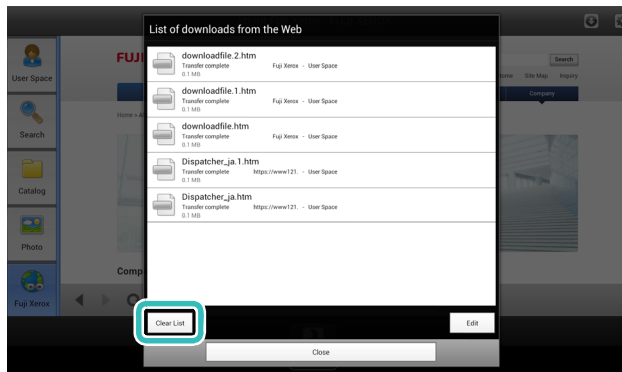 List of downloads from the Web
downloadfile.2.htm
Transfer complete Fuji Xerox - User Space
0.1 MB
downloadfile.1.htm
Transfer complete Fuji Xerox - User Space
0.1 MB
downloadfile.htm
Transfer complete Fuji Xerox - User Space
0.1 MB
Dispatcher_ja.1.htm
Transfer complete https://www121. - User Space
0.1 MB
Dispatcher_ja.htm
Transfer complete https://www121. - User Space
0.1 MB
Clear List
Edit
Close
User Space
Search
Catalog
Photo
Fuji Xerox
FUJI
Search
Site Map Inquiry
Company
Home > 
Comp